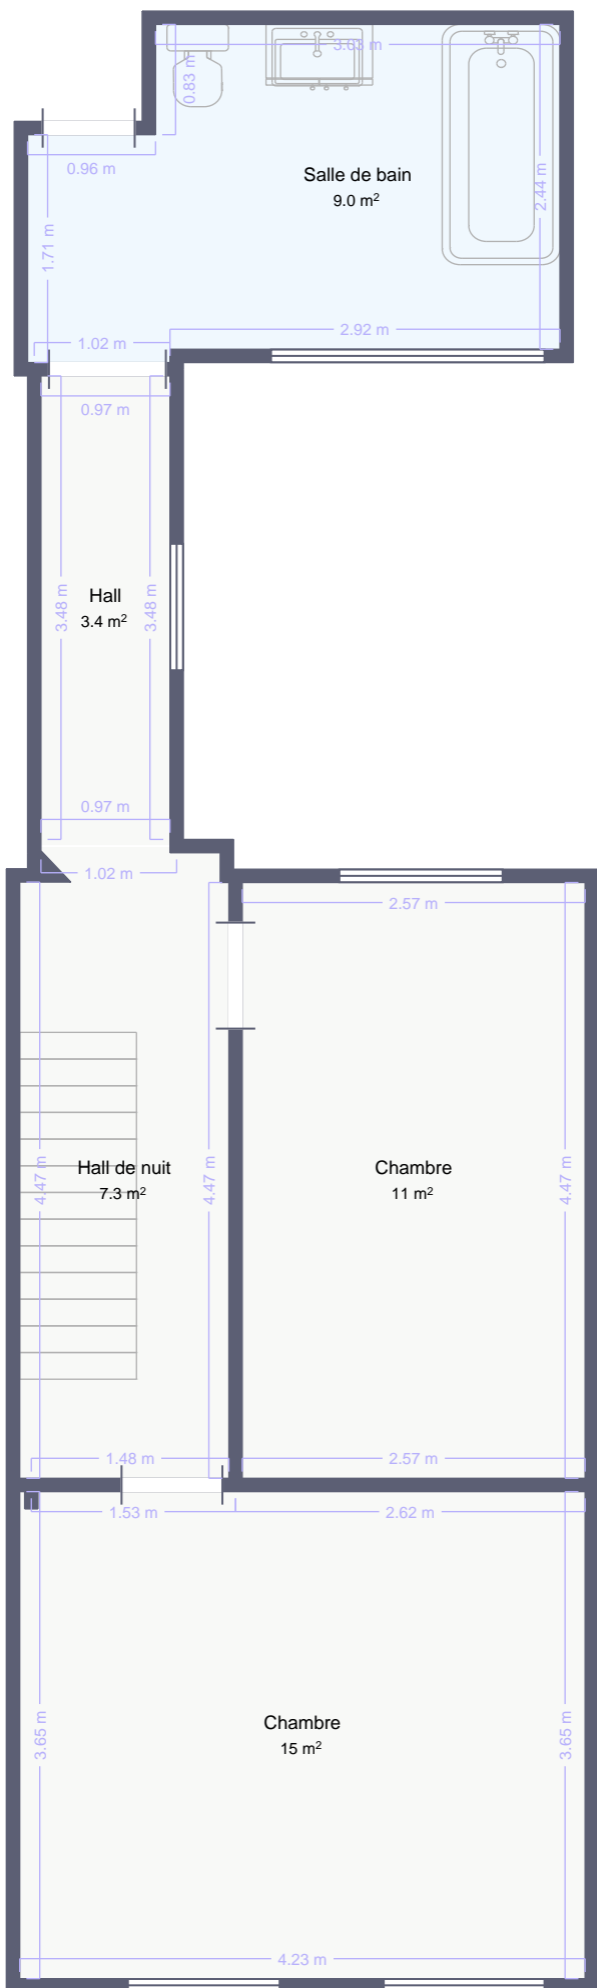 3.03 m
0.83 m
0.96 m
Salle de bain
9.0 m²
2.44 m
1.71 m
1.02 m
2.92 m
0.97 m
Hall
3.4 m²
3.48 m
3.48 m
0.97 m
1.02 m
2.57 m
4.47 m
Hall de nuit
7.3 m²
4.47 m
Chambre
11 m²
4.47 m
1.48 m
2.57 m
1.53 m
2.62 m
3.65 m
Chambre
15 m²
3.65 m
4.23 m